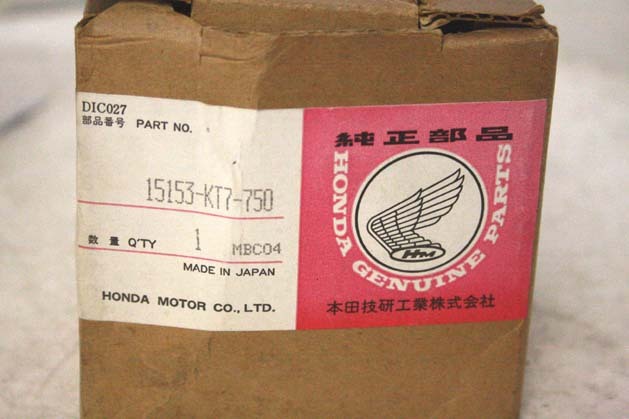 DIC027
部品番号 PART NO.
15153-KT7-750
数量 Q'TY 1 MBC04
MADE IN JAPAN
HONDA MOTOR CO., LTD.
純正部品
HONDA GENUINE PARTS
HM
本田技研工業株式会社